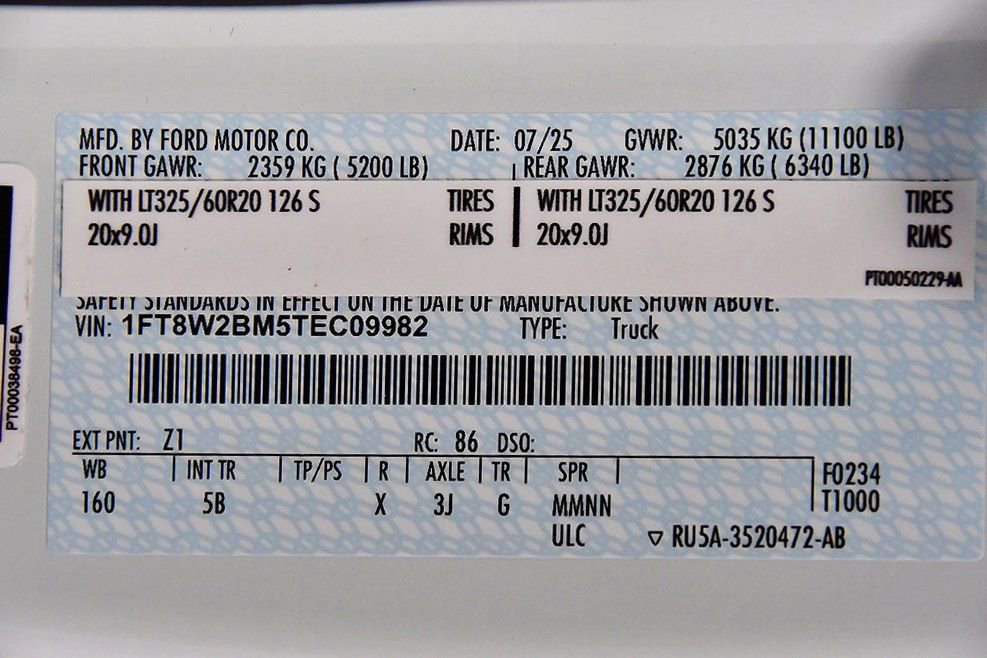 MFD. BY FORD MOTOR CO. DATE: 07/25 GVWR: 5035 KG (11100 LB)
FRONT GAWR: 2359 KG ( 5200 LB) REAR GAWR: 2876 KG ( 6340 LB)
WITH LT325/60R20 126 S TIRES WITH LT325/60R20 126 S TIRES
20x9.0J RIMS 20x9.0J RIMS
PT00050229-AA
SAFETY STANDARDS IN EFFECT ON THE DATE OF MANUFACTURE SHOWN ABOVE.
VIN: 1FT8W2BM5TEC09982 TYPE: Truck
EXT PNT: Z1 RC: 86 DSO:
WB INT TR TP/PS R AXLE TR SPR F0234
160 5B X 3J G MMNN T1000
ULC RU5A-3520472-AB
PT00038498-EA